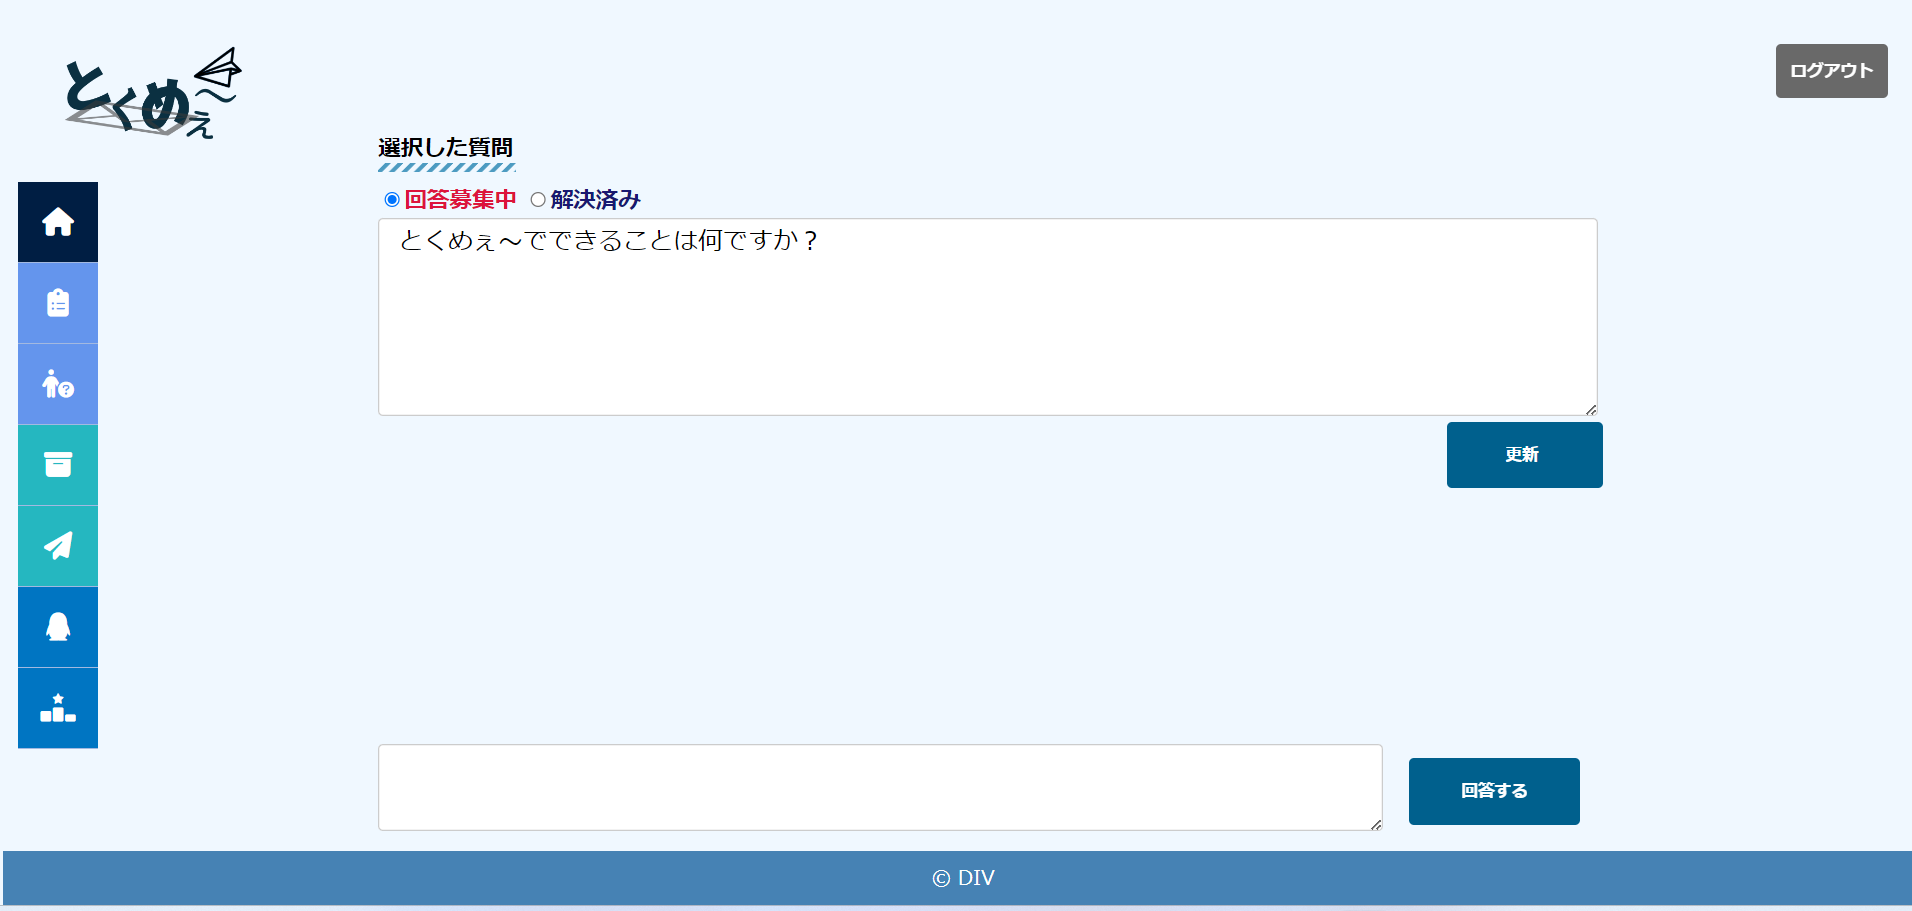 とくめぇ
ログアウト
選択した質問
回答募集中 解決済み
とくめぇ～でできることは何ですか？
更新
回答する
© DIV